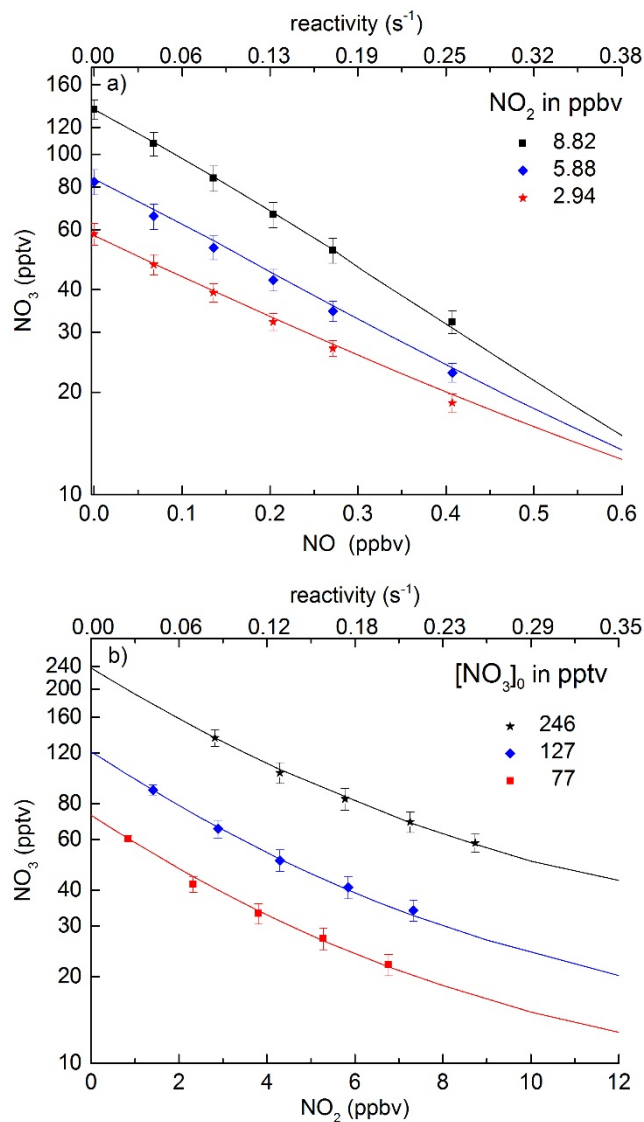 reactivity (s⁻¹)
0.00 0.06 0.13 0.19 0.25 0.32 0.38
a)
NO₂ in ppbv
8.82
5.88
2.94
160
120
100
80
60
40
30
20
10
NO₃ (pptv)
0.0 0.1 0.2 0.3 0.4 0.5 0.6
NO (ppbv)
reactivity (s⁻¹)
0.00 0.06 0.12 0.17 0.23 0.29 0.35
b)
[NO₃]₀ in pptv
246
127
77
240
200
160
120
80
60
40
30
20
10
NO₃ (pptv)
0 2 4 6 8 10 12
NO₂ (ppbv)